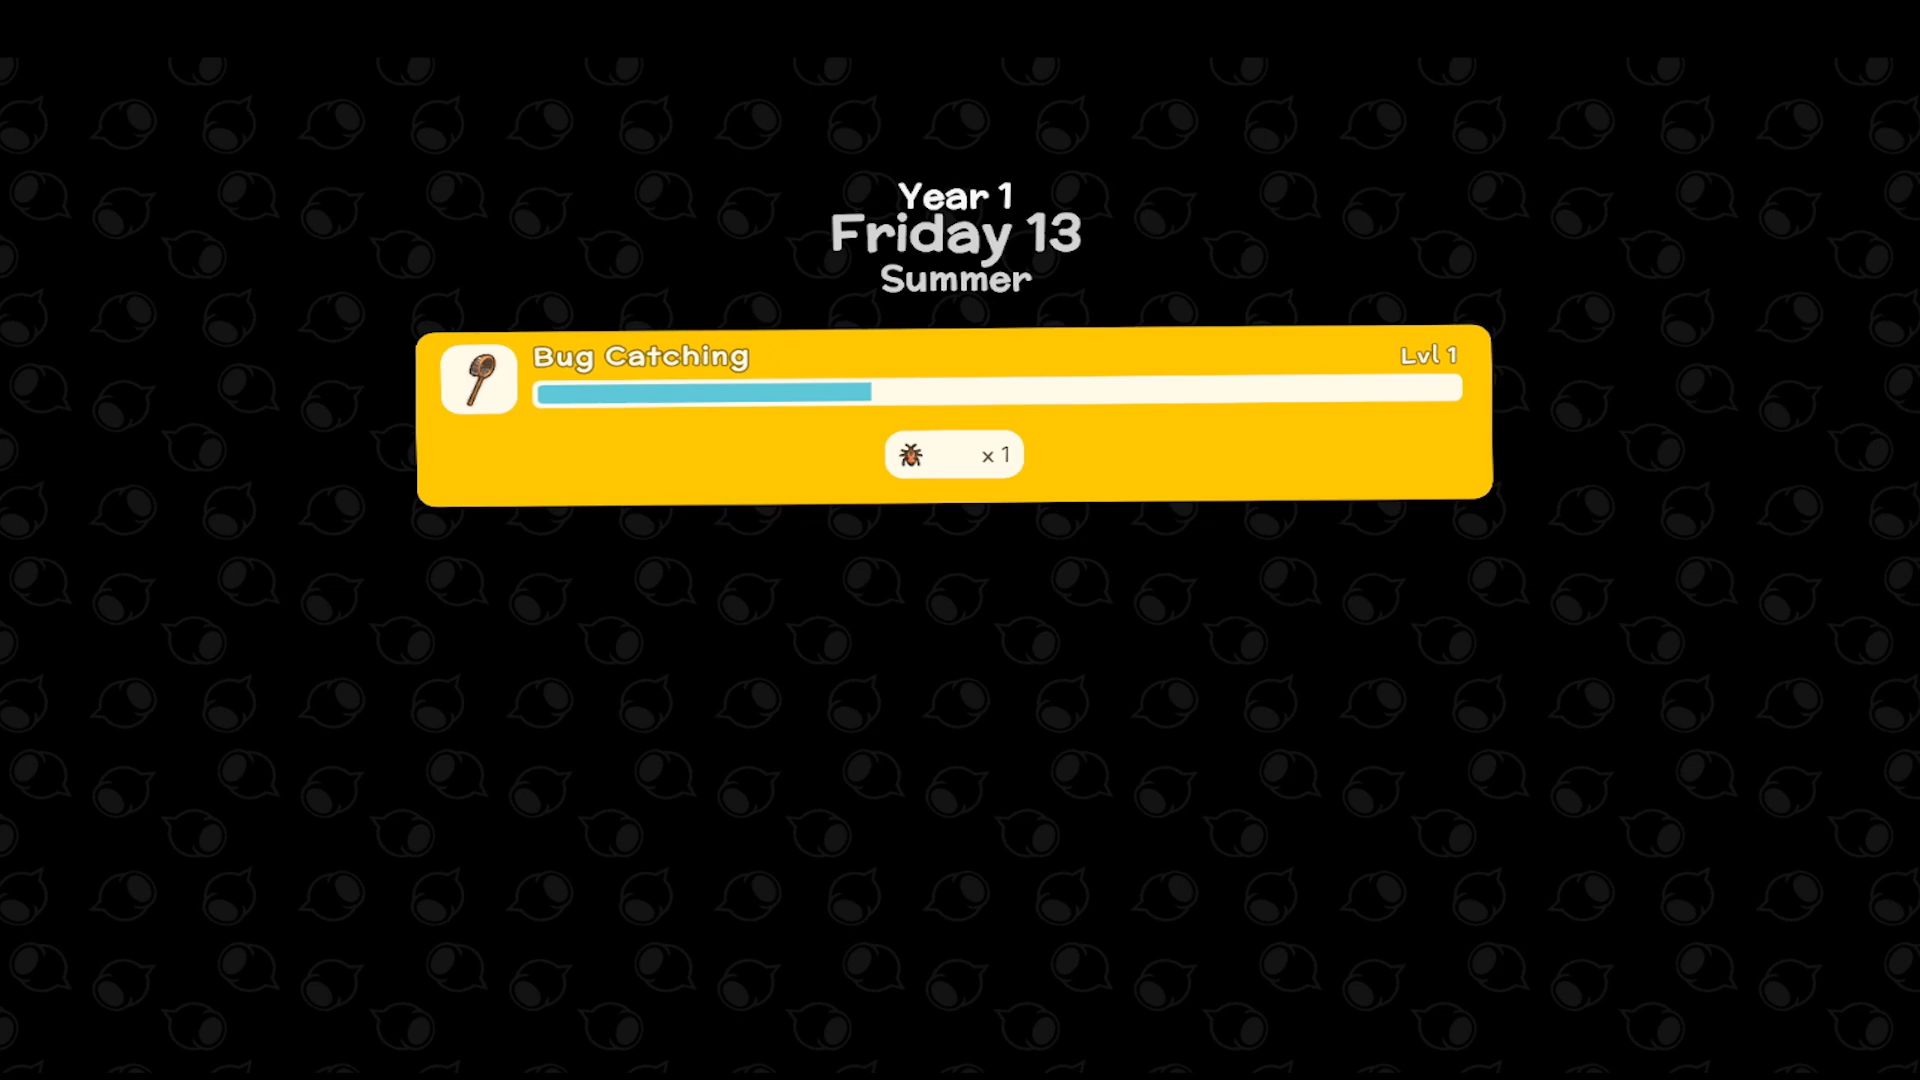 Year 1
Friday 13
Summer
Bug Catching
Lvl 1
x 1